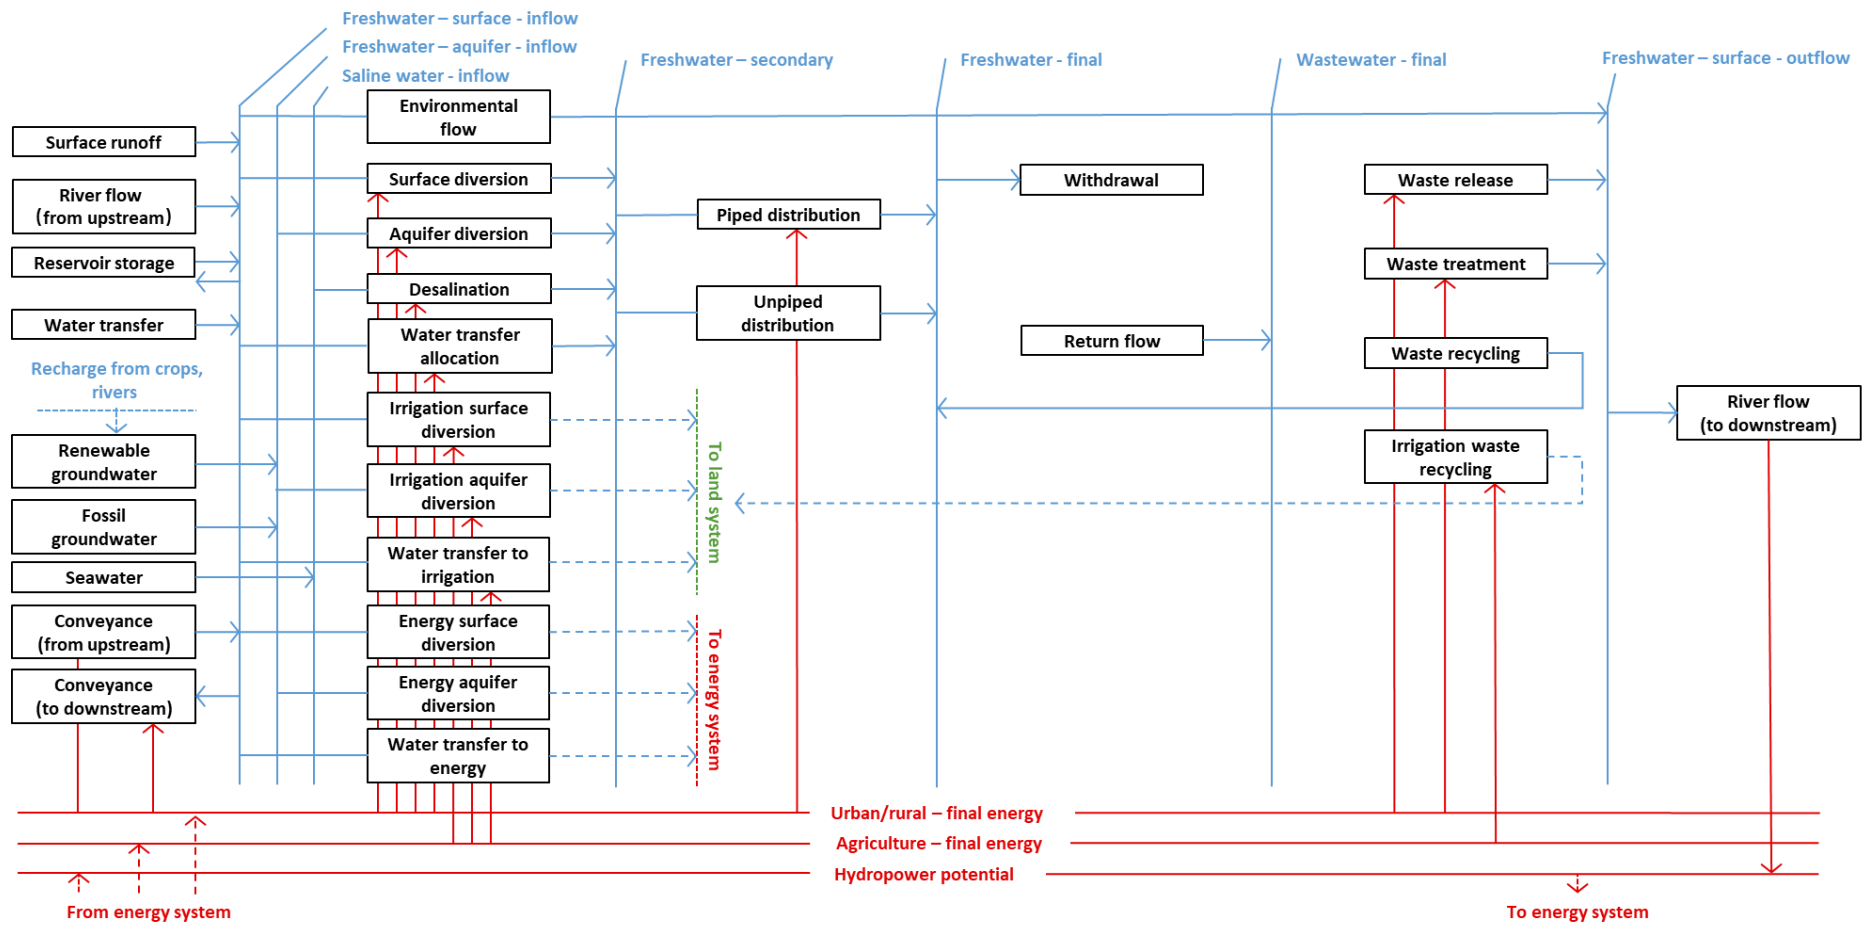 Freshwater – surface - inflow
Freshwater – aquifer - inflow
Saline water - inflow
Freshwater – secondary
Freshwater - final
Wastewater - final
Freshwater – surface - outflow
Surface runoff
River flow
(from upstream)
Reservoir storage
Water transfer
Recharge from crops,
rivers
Renewable
groundwater
Fossil
groundwater
Seawater
Conveyance
(from upstream)
Conveyance
(to downstream)
Environmental
flow
Surface diversion
Aquifer diversion
Desalination
Water transfer
allocation
Irrigation surface
diversion
Irrigation aquifer
diversion
Water transfer to
irrigation
Energy surface
diversion
Energy aquifer
diversion
Water transfer to
energy
Piped distribution
Unpiped
distribution
To land system
To energy system
Withdrawal
Return flow
Waste release
Waste treatment
Waste recycling
Irrigation waste
recycling
River flow
(to downstream)
Urban/rural – final energy
Agriculture – final energy
Hydropower potential
From energy system
To energy system